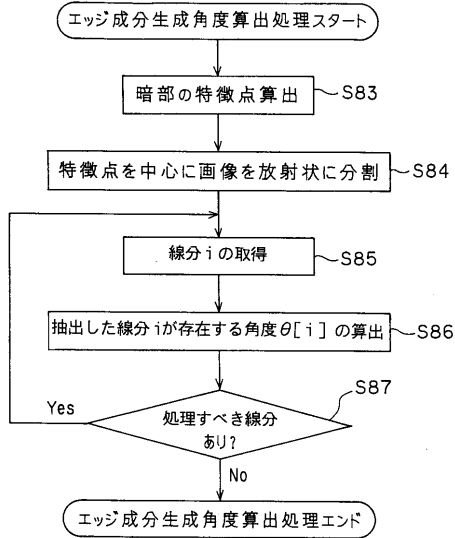 エッジ成分生成角度算出処理スタート
暗部の特徴点算出
S83
特徴点を中心に画像を放射状に分割
S84
線分iの取得
S85
抽出した線分iが存在する角度θ[i]の算出
S86
S87
Yes
処理すべき線分
あり?
No
エッジ成分生成角度算出処理エンド